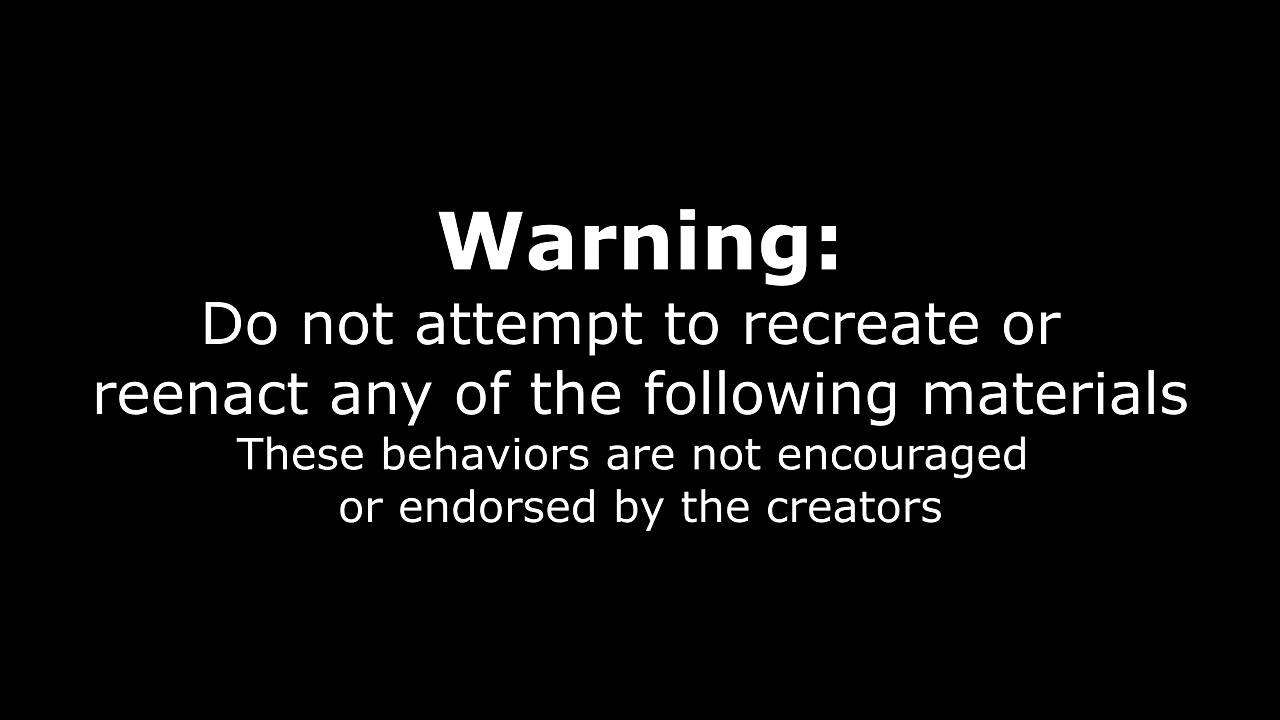 Warning:
Do not attempt to recreate or
reenact any of the following materials
These behaviors are not encouraged
or endorsed by the creators